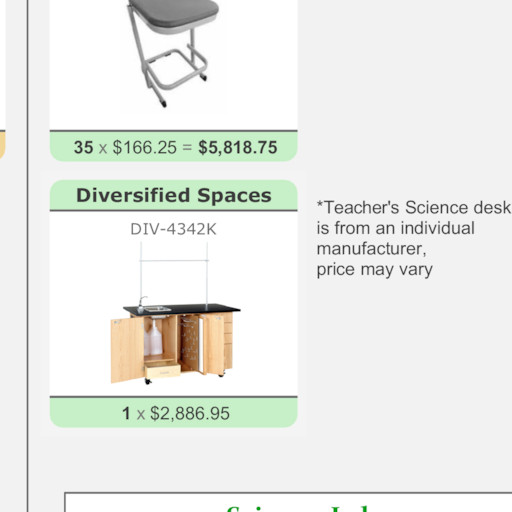 35 x $166.25 = $5,818.75
Diversified Spaces
DIV-4342K
*Teacher's Science desk
is from an individual
manufacturer,
price may vary
1 x $2,886.95